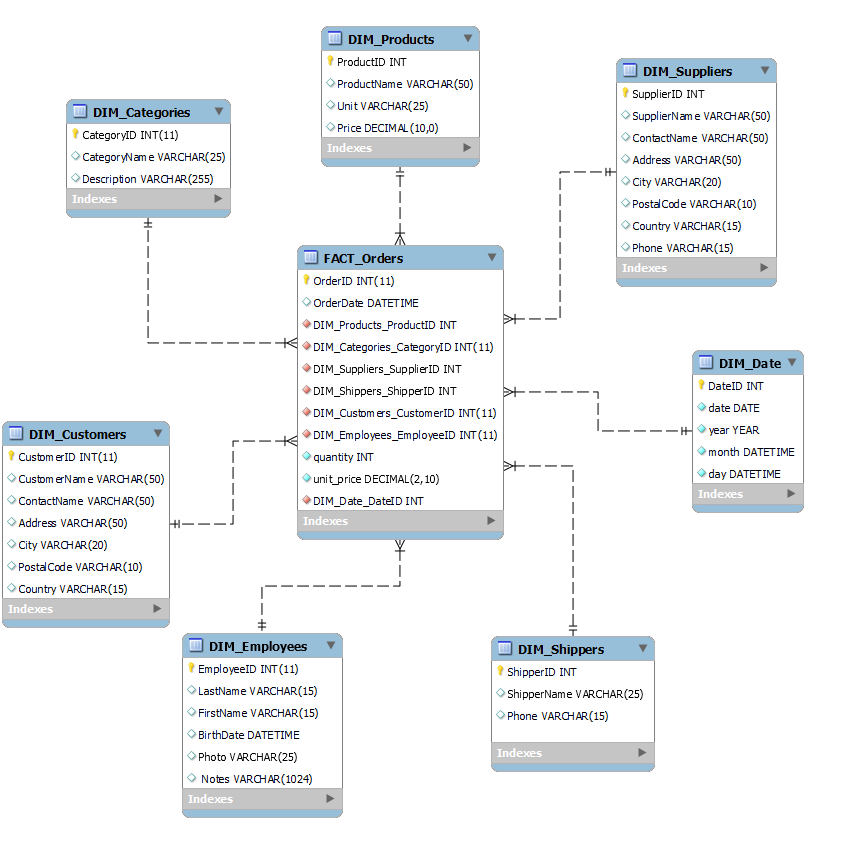 DIM_Products
ProductID INT
ProductName VARCHAR(50)
Unit VARCHAR(25)
Price DECIMAL(10,0)
Indexes
DIM_Suppliers
SupplierID INT
SupplierName VARCHAR(50)
ContactName VARCHAR(50)
Address VARCHAR(50)
City VARCHAR(20)
PostalCode VARCHAR(10)
Country VARCHAR(15)
Phone VARCHAR(15)
Indexes
DIM_Categories
CategoryID INT(11)
CategoryName VARCHAR(25)
Description VARCHAR(255)
Indexes
FACT_Orders
OrderID INT(11)
OrderDate DATETIME
DIM_Products_ProductID INT
DIM_Categories_CategoryID INT(11)
DIM_Suppliers_SupplierID INT
DIM_Shippers_ShipperID INT
DIM_Customers_CustomerID INT(11)
DIM_Employees_EmployeeID INT(11)
quantity INT
unit_price DECIMAL(2,10)
DIM_Date_DateID INT
Indexes
DIM_Date
DateID INT
date DATE
year YEAR
month DATETIME
day DATETIME
Indexes
DIM_Customers
CustomerID INT(11)
CustomerName VARCHAR(50)
ContactName VARCHAR(50)
Address VARCHAR(50)
City VARCHAR(20)
PostalCode VARCHAR(10)
Country VARCHAR(15)
Indexes
DIM_Employees
EmployeeID INT(11)
LastName VARCHAR(15)
FirstName VARCHAR(15)
BirthDate DATETIME
Photo VARCHAR(25)
Notes VARCHAR(1024)
Indexes
DIM_Shippers
ShipperID INT
ShipperName VARCHAR(25)
Phone VARCHAR(15)
Indexes